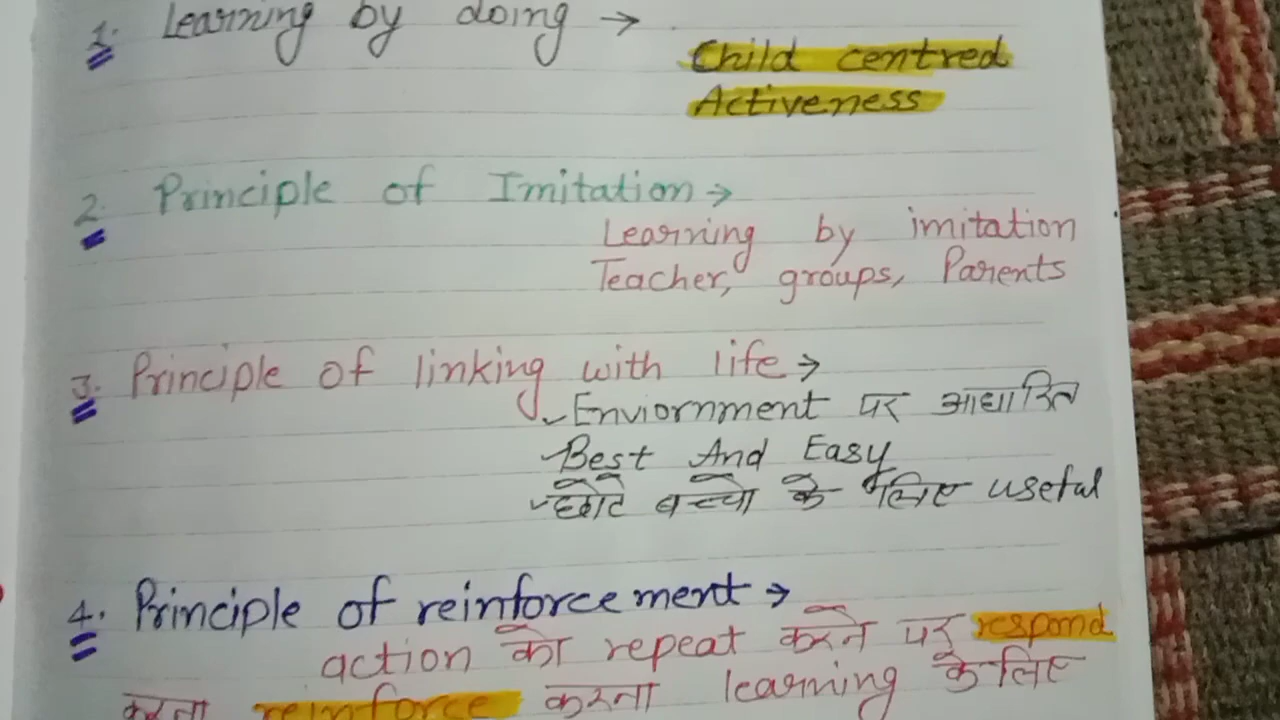 1. Learning by doing →
Child centred
Activeness
2. Principle of Imitation →
Learning by imitation
Teacher, groups, Parents
3. Principle of linking with life →
Enviornment पर आधारित
Best And Easy
छोटे बच्चो के लिए useful
4. Principle of reinforcement →
action को repeat करने पर respond
करना reinforce करना learning के लिए